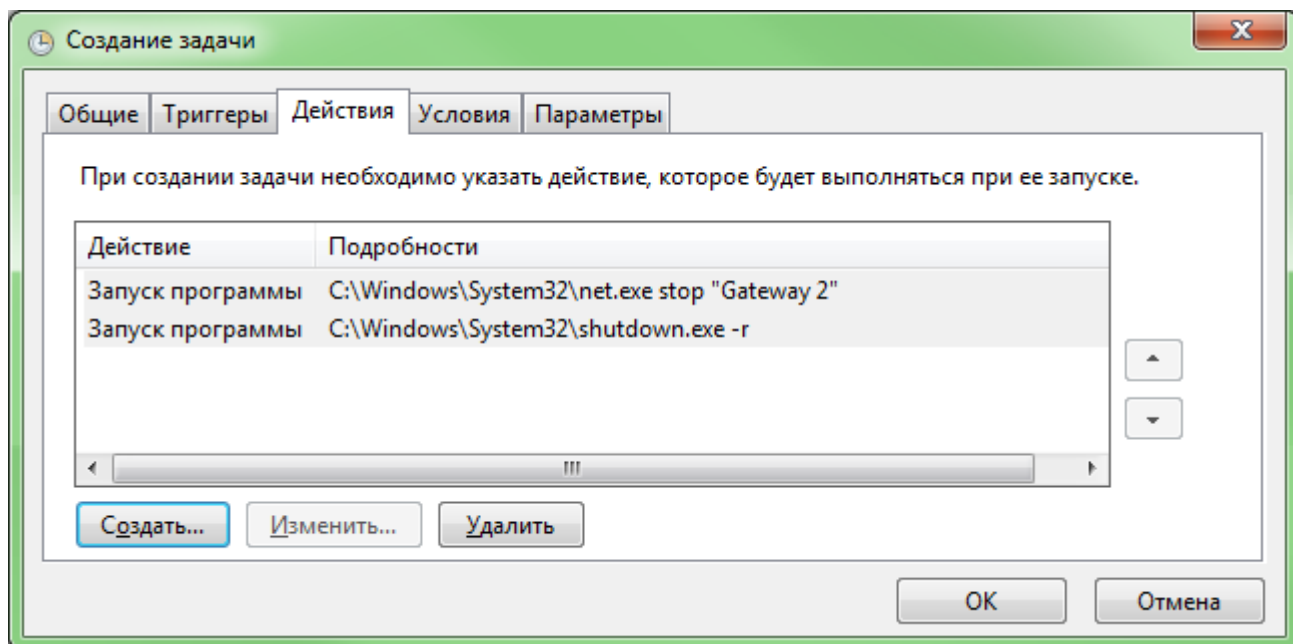 Создание задачи
Общие Триггеры Действия Условия Параметры
При создании задачи необходимо указать действие, которое будет выполняться при ее запуске.
Действие Подробности
Запуск программы C:\Windows\System32\net.exe stop "Gateway 2"
Запуск программы C:\Windows\System32\shutdown.exe -r
Создать... Изменить... Удалить
ОК Отмена